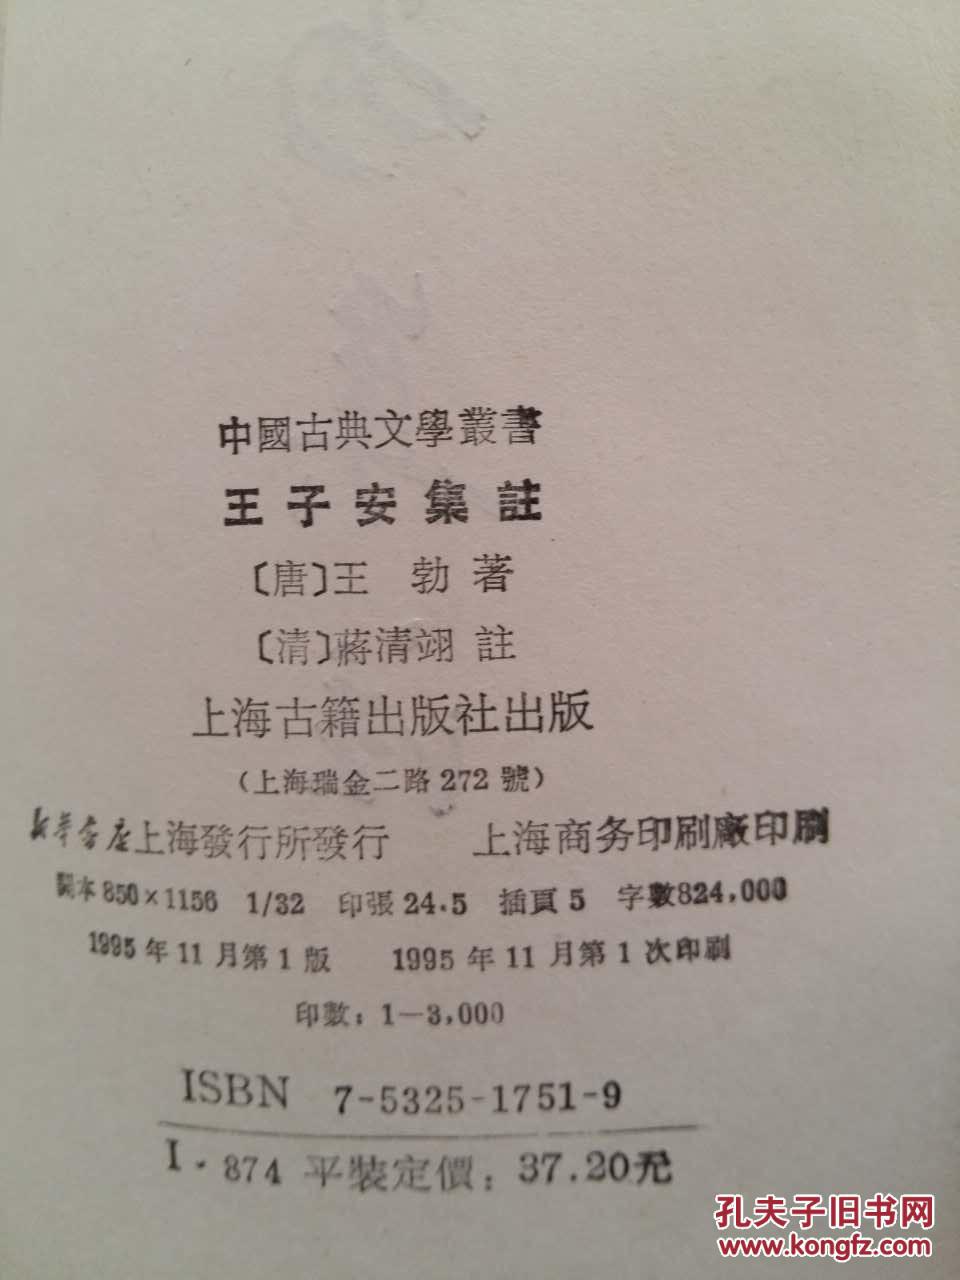 中國古典文學叢書
王子安集註
〔唐〕王 勃 著
〔清〕蔣清翊 註
上海古籍出版社出版
（上海瑞金二路272號）
新华书店上海發行所發行 上海商务印刷廠印刷
開本850×1156 1/32 印張24.5 插頁5 字數824,000
1995年11月第1版 1995年11月第1次印刷
印數：1—3,000
ISBN 7-5325-1751-9
I·874 平裝定價：37.20元
孔夫子旧书网
www.kongfz.com